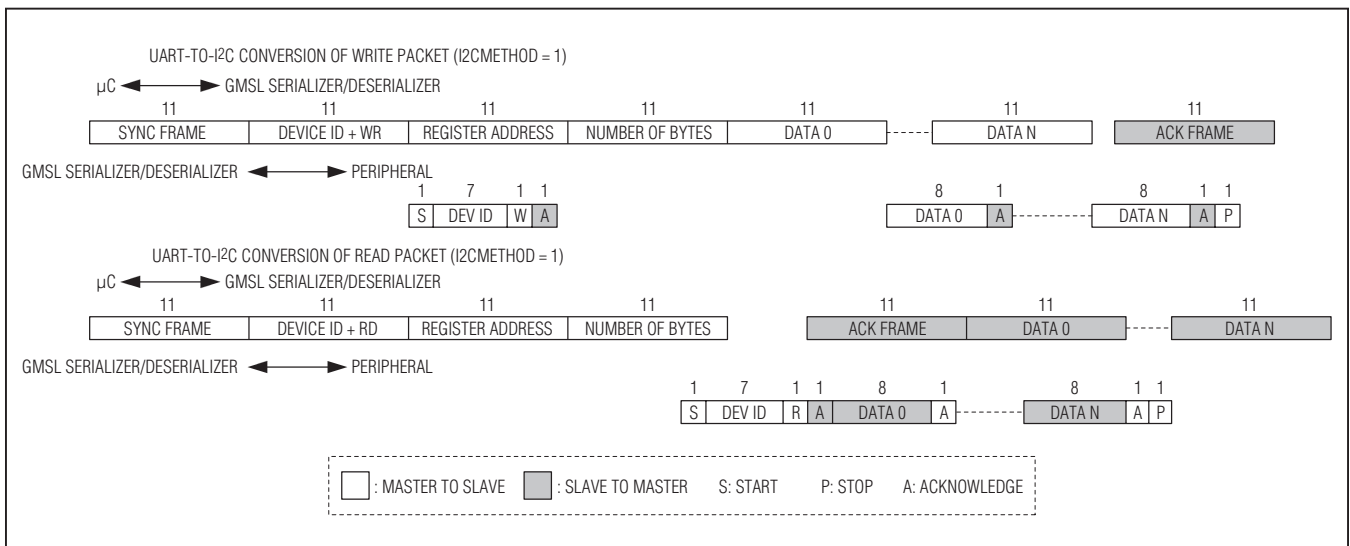 UART-TO-I2C CONVERSION OF WRITE PACKET (I2CMETHOD = 1)
µC GMSL SERIALIZER/DESERIALIZER
11 11 11 11 11 11 11
SYNC FRAME DEVICE ID + WR REGISTER ADDRESS NUMBER OF BYTES DATA 0 DATA N ACK FRAME
GMSL SERIALIZER/DESERIALIZER PERIPHERAL
1 7 1 1 8 1 8 1 1
S DEV ID W A DATA 0 A DATA N A P
UART-TO-I2C CONVERSION OF READ PACKET (I2CMETHOD = 1)
µC GMSL SERIALIZER/DESERIALIZER
11 11 11 11 11 11 11
SYNC FRAME DEVICE ID + RD REGISTER ADDRESS NUMBER OF BYTES ACK FRAME DATA 0 DATA N
GMSL SERIALIZER/DESERIALIZER PERIPHERAL
1 7 1 1 8 1 8 1 1
S DEV ID R A DATA 0 A DATA N A P
: MASTER TO SLAVE : SLAVE TO MASTER S: START P: STOP A: ACKNOWLEDGE